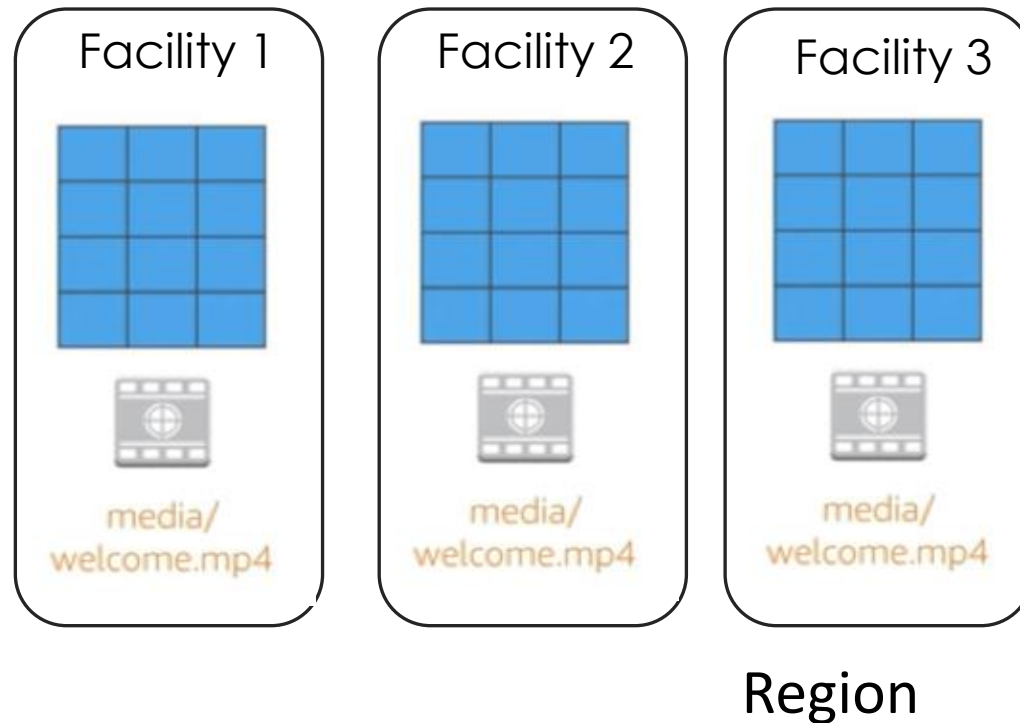 Facility 1
media/
welcome.mp4
Facility 2
media/
welcome.mp4
Facility 3
media/
welcome.mp4
Region